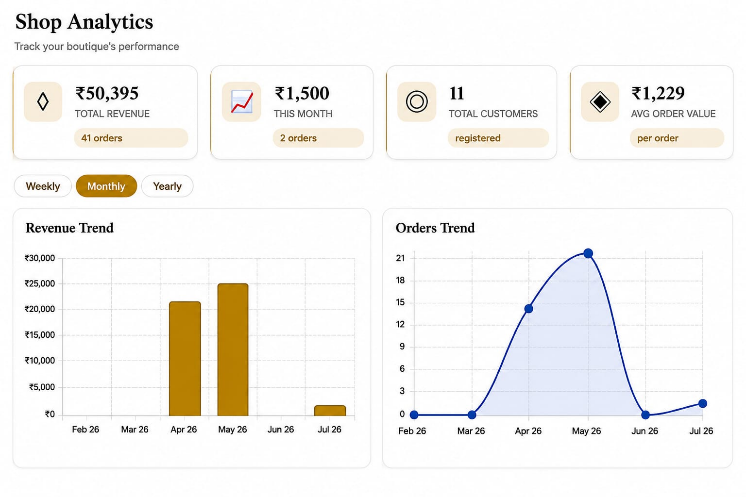 Shop Analytics
Track your boutique's performance
₹50,395
TOTAL REVENUE
41 orders
₹1,500
THIS MONTH
2 orders
11
TOTAL CUSTOMERS
registered
₹1,229
AVG ORDER VALUE
per order
Weekly Monthly Yearly
Revenue Trend
₹30,000
₹25,000
₹20,000
₹15,000
₹10,000
₹5,000
₹0
Feb 26 Mar 26 Apr 26 May 26 Jun 26 Jul 26
Orders Trend
21
18
15
12
9
6
3
0
Feb 26 Mar 26 Apr 26 May 26 Jun 26 Jul 26